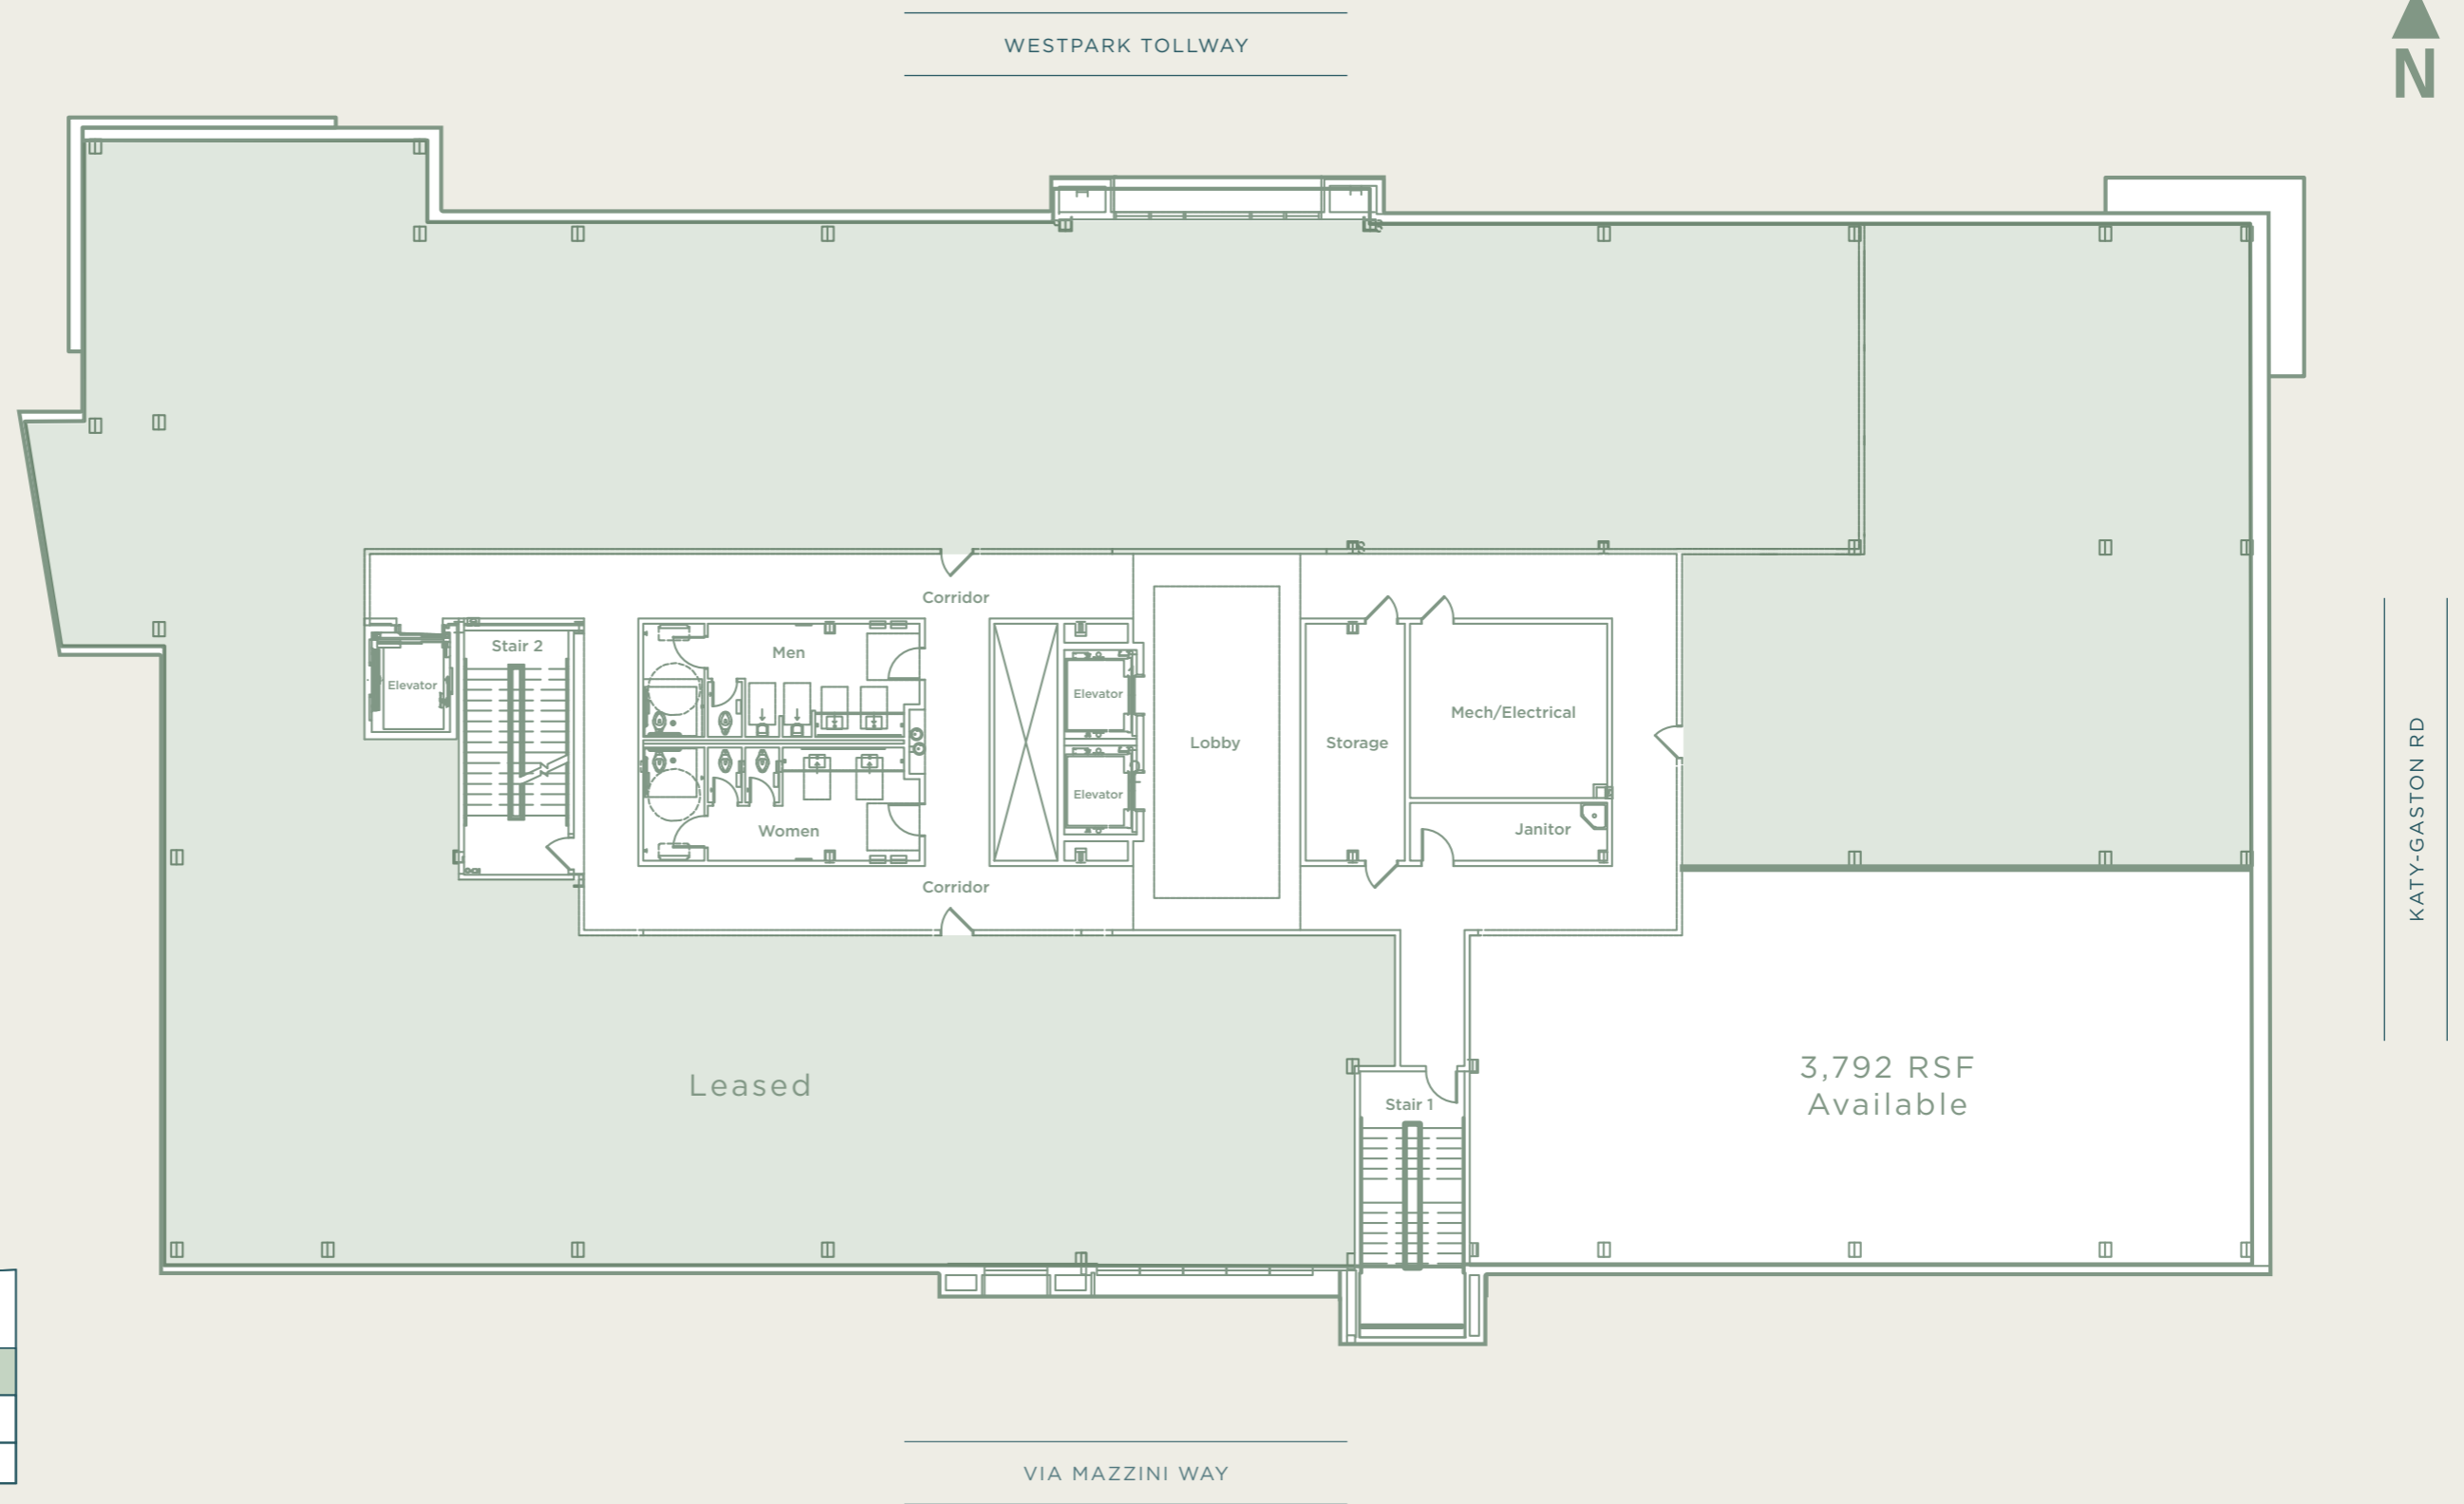 WESTPARK TOLLWAY
N
Corridor
Stair 2
Men
Elevator
Elevator
Mech/Electrical
Lobby
Storage
Elevator
Women
Janitor
Corridor
KATY-GASTON RD
Leased
3,792 RSF
Available
Stair 1
VIA MAZZINI WAY